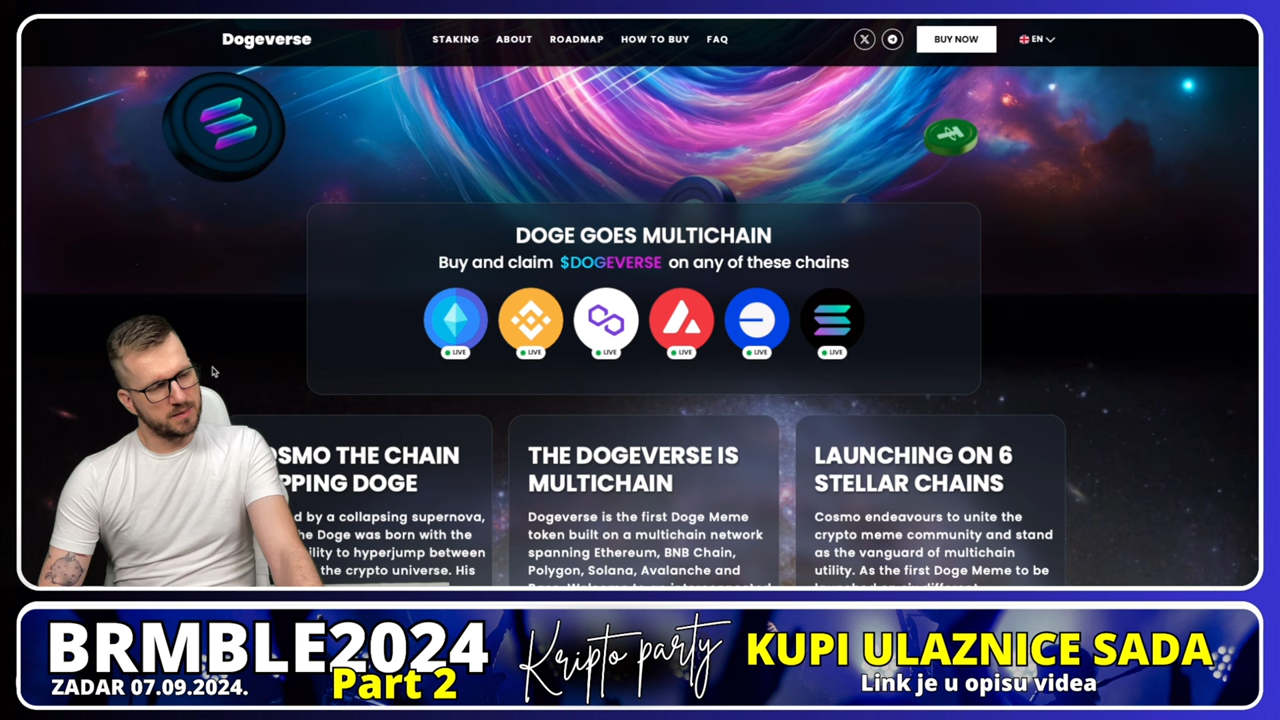 Dogeverse
STAKING ABOUT ROADMAP HOW TO BUY FAQ
BUY NOW
EN
DOGE GOES MULTICHAIN
Buy and claim $DOGEVERSE on any of these chains
LIVE LIVE LIVE LIVE LIVE LIVE
OSMO THE CHAIN
PPING DOGE
d by a collapsing supernova,
he Doge was born with the
ility to hyperjump between
the crypto universe. His
THE DOGEVERSE IS
MULTICHAIN
Dogeverse is the first Doge Meme
token built on a multichain network
spanning Ethereum, BNB Chain,
Polygon, Solana, Avalanche and
LAUNCHING ON 6
STELLAR CHAINS
Cosmo endeavours to unite the
crypto meme community and stand
as the vanguard of multichain
utility. As the first Doge Meme to be
BRMBLE2024
ZADAR 07.09.2024.
Part 2
Kripto party
KUPI ULAZNICE SADA
Link je u opisu videa